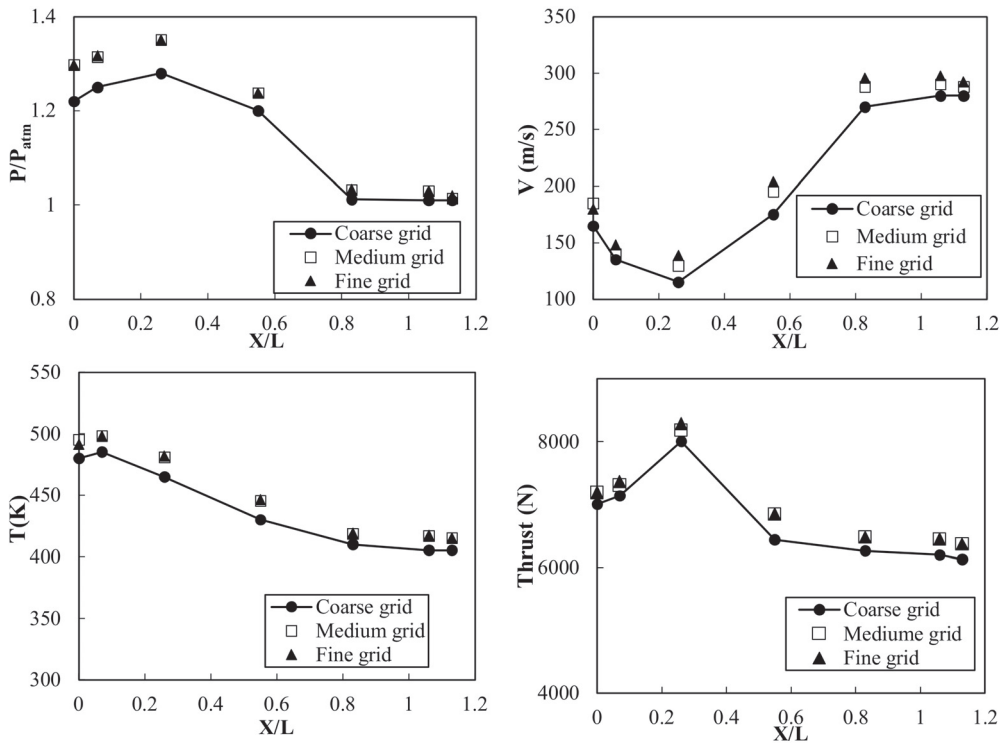 1.4
1.2
1
0.8
P/Patm
0
0.2
0.4
0.6
0.8
1
1.2
X/L
Coarse grid
Medium grid
Fine grid
350
300
250
200
150
100
V (m/s)
0
0.2
0.4
0.6
0.8
1
1.2
X/L
Coarse grid
Medium grid
Fine grid
550
500
450
400
350
300
T(K)
0
0.2
0.4
0.6
0.8
1
1.2
X/L
Coarse grid
Medium grid
Fine grid
8000
6000
4000
Thrust (N)
0
0.2
0.4
0.6
0.8
1
1.2
X/L
Coarse grid
Mediume grid
Fine grid